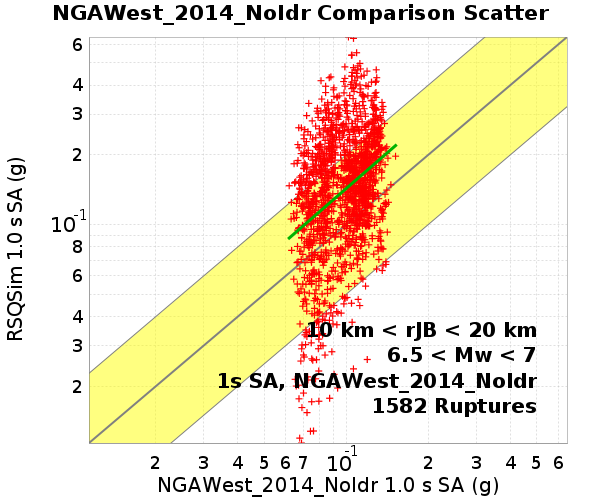 NGAWest_2014_NoIdr Comparison Scatter
6
4
3
2
10-1
8
6
4
3
2
RSQSim 1.0 s SA (g)
10 km < rJB < 20 km
6.5 < Mw < 7
1s SA, NGAWest_2014_NoIdr
1582 Ruptures
2 3 4 5 6 7 10-1 2 3 4 5 6
NGAWest_2014_NoIdr 1.0 s SA (g)